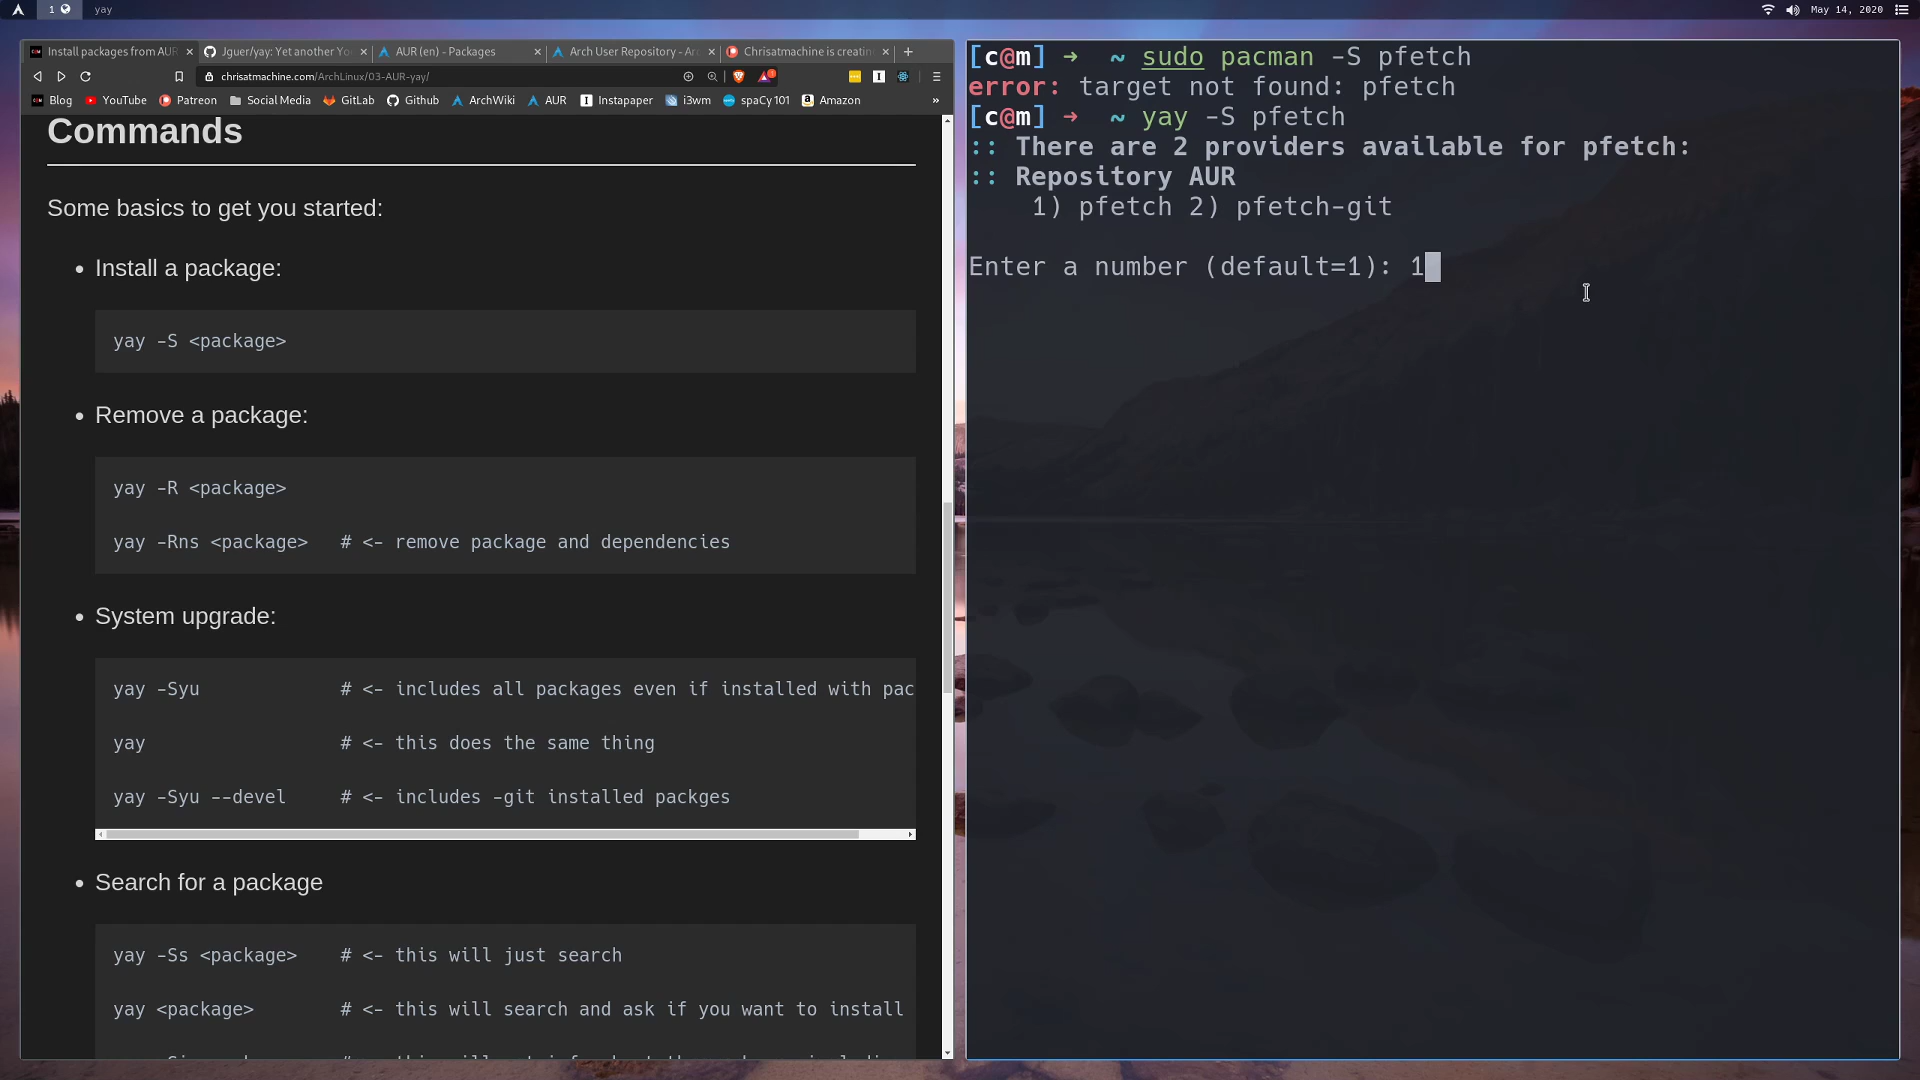 1
yay
May 14, 2020
Install packages from AUR
Jguer/yay: Yet another Yo
AUR (en) - Packages
Arch User Repository - Arc
Chrisatmachine is creatin
chrisatmachine.com/ArchLinux/03-AUR-yay/
Blog
YouTube
Patreon
Social Media
GitLab
Github
ArchWiki
AUR
Instapaper
i3wm
spaCy 101
Amazon
»
Commands
Some basics to get you started:
• Install a package:
yay -S <package>
• Remove a package:
yay -R <package>
yay -Rns <package>   # <- remove package and dependencies
• System upgrade:
yay -Syu             # <- includes all packages even if installed with pac
yay                  # <- this does the same thing
yay -Syu --devel     # <- includes -git installed packges
• Search for a package
yay -Ss <package>    # <- this will just search
yay <package>        # <- this will search and ask if you want to install
[c@m] → ~ sudo pacman -S pfetch
error: target not found: pfetch
[c@m] → ~ yay -S pfetch
:: There are 2 providers available for pfetch:
:: Repository AUR
1) pfetch 2) pfetch-git
Enter a number (default=1): 1